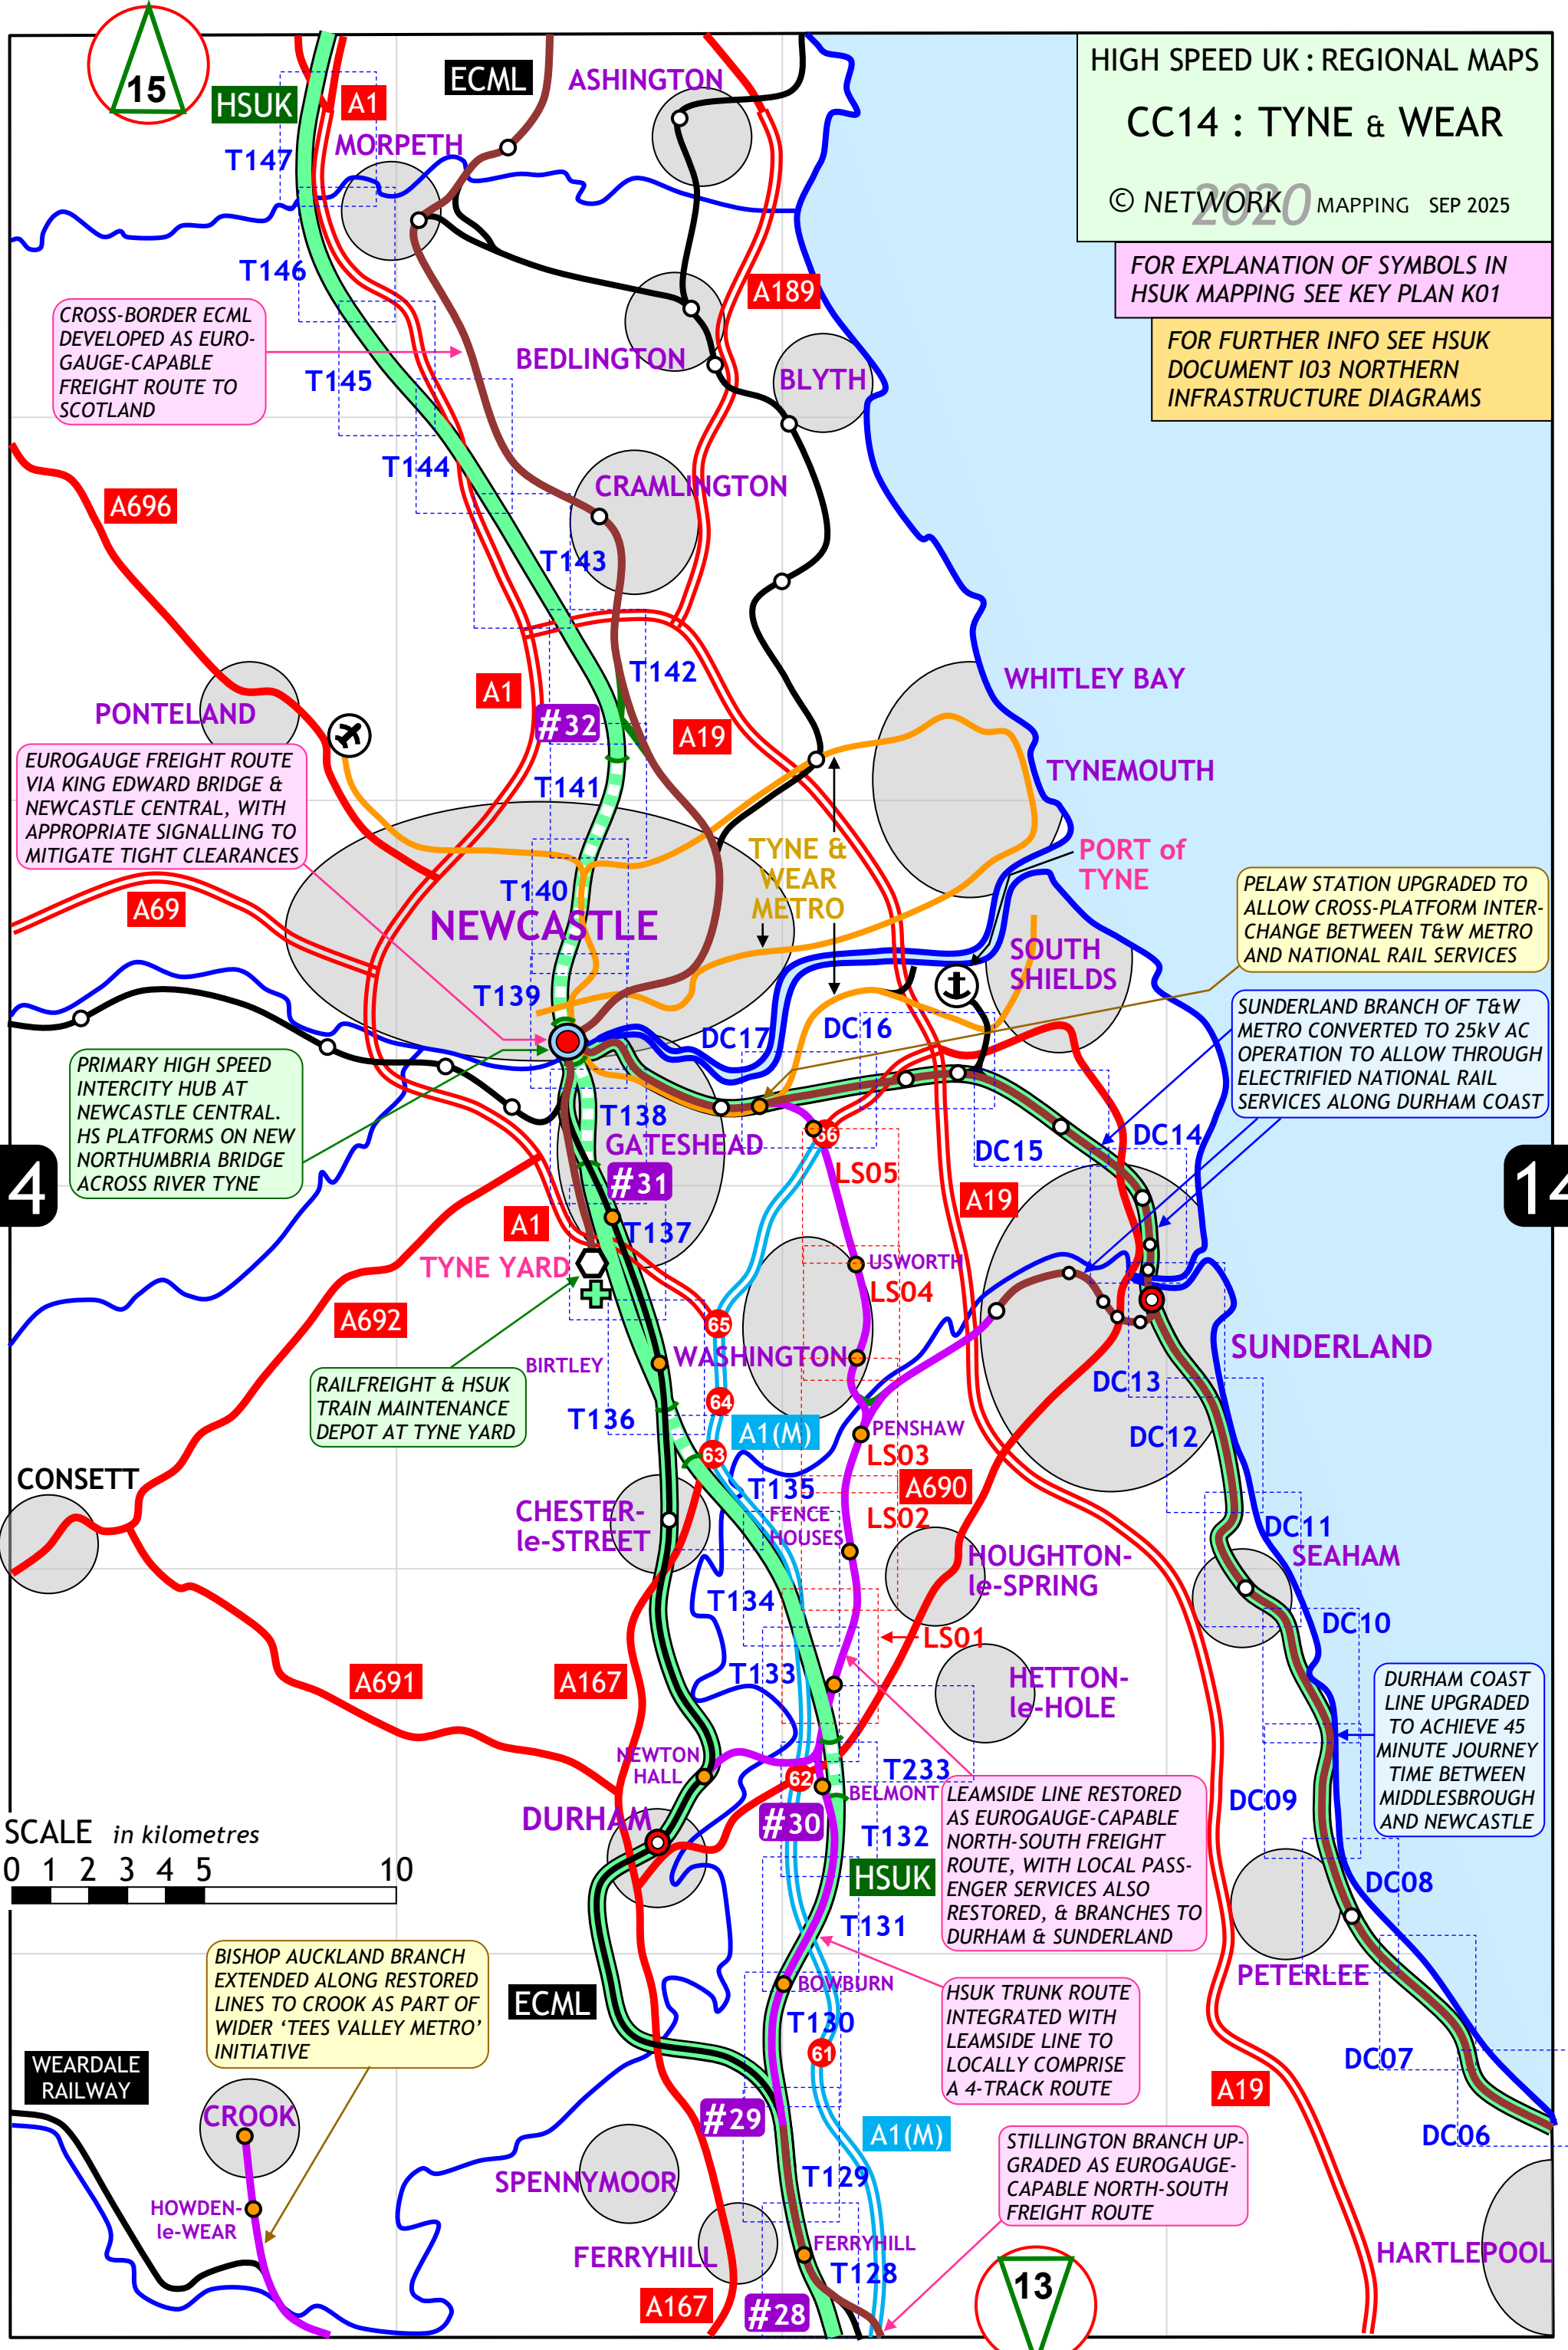 15
HSUK
A1
ECML
ASHINGTON
MORPETH
T147
T146
HIGH SPEED UK : REGIONAL MAPS
CC14 : TYNE & WEAR
© NETWORK 2020 MAPPING SEP 2025
FOR EXPLANATION OF SYMBOLS IN
HSUK MAPPING SEE KEY PLAN K01
FOR FURTHER INFO SEE HSUK
DOCUMENT I03 NORTHERN
INFRASTRUCTURE DIAGRAMS
CROSS-BORDER ECML
DEVELOPED AS EURO-
GAUGE-CAPABLE
FREIGHT ROUTE TO
SCOTLAND
A189
BEDLINGTON
BLYTH
T145
T144
CRAMLINGTON
A696
T143
T142
A1
#32
A19
WHITLEY BAY
PONTELAND
TYNEMOUTH
T141
EUROGAUGE FREIGHT ROUTE
VIA KING EDWARD BRIDGE &
NEWCASTLE CENTRAL, WITH
APPROPRIATE SIGNALLING TO
MITIGATE TIGHT CLEARANCES
TYNE &
WEAR
METRO
PORT of
TYNE
T140
A69
NEWCASTLE
PELAW STATION UPGRADED TO
ALLOW CROSS-PLATFORM INTER-
CHANGE BETWEEN T&W METRO
AND NATIONAL RAIL SERVICES
SOUTH
SHIELDS
T139
DC17
DC16
SUNDERLAND BRANCH OF T&W
METRO CONVERTED TO 25kV AC
OPERATION TO ALLOW THROUGH
ELECTRIFIED NATIONAL RAIL
SERVICES ALONG DURHAM COAST
PRIMARY HIGH SPEED
INTERCITY HUB AT
NEWCASTLE CENTRAL.
HS PLATFORMS ON NEW
NORTHUMBRIA BRIDGE
ACROSS RIVER TYNE
T138
GATESHEAD
#31
66
LS05
DC15
DC14
4
14
A1
T137
A19
TYNE YARD
USWORTH
LS04
A692
65
BIRTLEY
WASHINGTON
SUNDERLAND
RAILFREIGHT & HSUK
TRAIN MAINTENANCE
DEPOT AT TYNE YARD
T136
64
A1(M)
PENSHAW
DC13
DC12
63
LS03
CONSETT
T135
A690
CHESTER-
le-STREET
FENCE
HOUSES
LS02
DC11
SEAHAM
HOUGHTON-
le-SPRING
T134
DC10
LS01
A691
A167
T133
HETTON-
le-HOLE
DURHAM COAST
LINE UPGRADED
TO ACHIEVE 45
MINUTE JOURNEY
TIME BETWEEN
MIDDLESBROUGH
AND NEWCASTLE
NEWTON
HALL
62
T233
BELMONT
DC09
LEAMSIDE LINE RESTORED
AS EUROGAUGE-CAPABLE
NORTH-SOUTH FREIGHT
ROUTE, WITH LOCAL PASS-
ENGER SERVICES ALSO
RESTORED, & BRANCHES TO
DURHAM & SUNDERLAND
DURHAM
#30
T132
HSUK
SCALE in kilometres
0 1 2 3 4 5 10
DC08
T131
BISHOP AUCKLAND BRANCH
EXTENDED ALONG RESTORED
LINES TO CROOK AS PART OF
WIDER ‘TEES VALLEY METRO’
INITIATIVE
ECML
BOWBURN
T130
61
HSUK TRUNK ROUTE
INTEGRATED WITH
LEAMSIDE LINE TO
LOCALLY COMPRISE
A 4-TRACK ROUTE
PETERLEE
DC07
WEARDALE
RAILWAY
A19
CROOK
#29
A1(M)
DC06
SPENNYMOOR
T129
STILLINGTON BRANCH UP-
GRADED AS EUROGAUGE-
CAPABLE NORTH-SOUTH
FREIGHT ROUTE
HOWDEN-
le-WEAR
FERRYHILL
FERRYHILL
T128
HARTLEPOOL
A167
#28
13